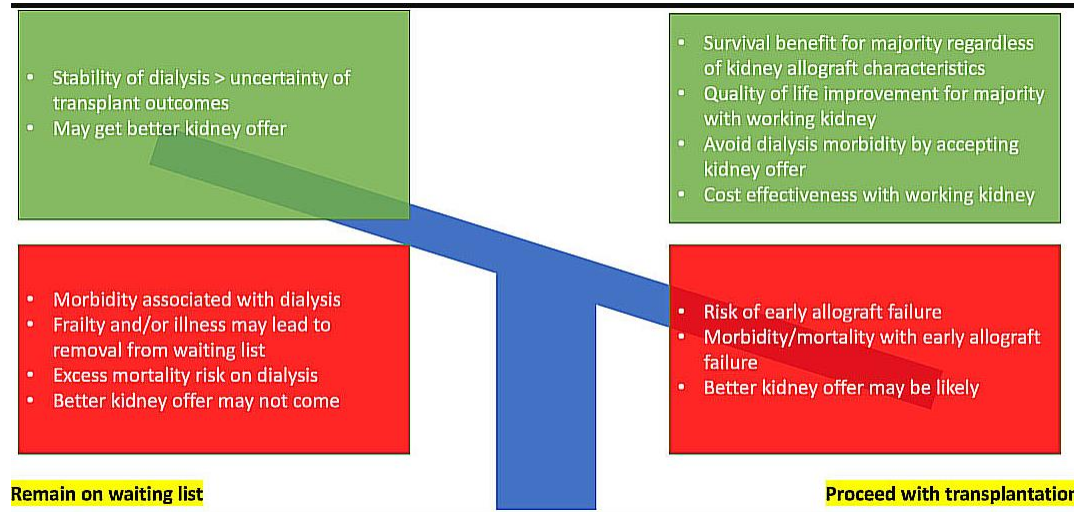 • Stability of dialysis > uncertainty of
transplant outcomes
• May get better kidney offer
• Survival benefit for majority regardless
of kidney allograft characteristics
• Quality of life improvement for majority
with working kidney
• Avoid dialysis morbidity by accepting
kidney offer
• Cost effectiveness with working kidney
• Morbidity associated with dialysis
• Frailty and/or illness may lead to
removal from waiting list
• Excess mortality risk on dialysis
• Better kidney offer may not come
• Risk of early allograft failure
• Morbidity/mortality with early allograft
failure
• Better kidney offer may be likely
Remain on waiting list
Proceed with transplantation